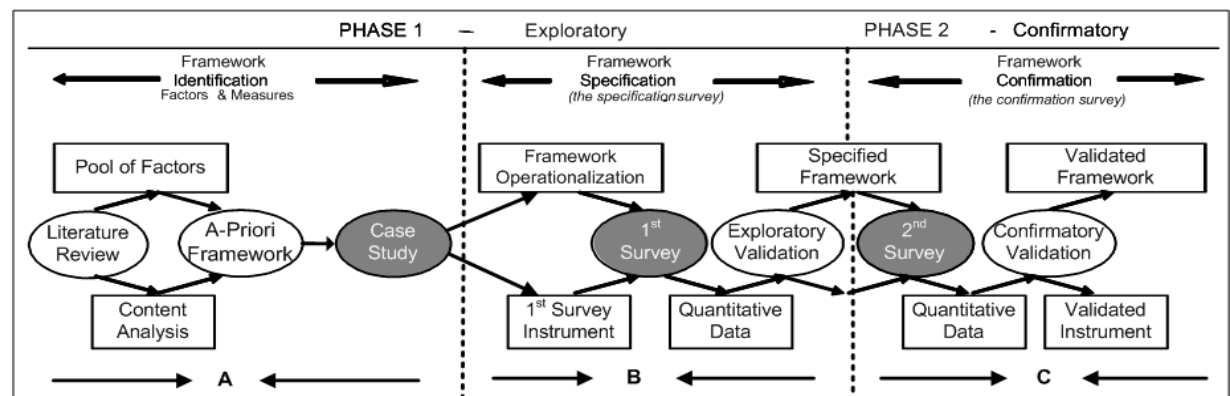 PHASE 1 – Exploratory
PHASE 2 - Confirmatory
Framework
Identification
Factors & Measures
Framework
Specification
(the specification survey)
Framework
Confirmation
(the confirmation survey)
Pool of Factors
Literature
Review
A-Priori
Framework
Content
Analysis
Case
Study
Framework
Operationalization
1st
Survey
1st Survey
Instrument
Exploratory
Validation
Quantitative
Data
Specified
Framework
2nd
Survey
Quantitative
Data
Confirmatory
Validation
Validated
Framework
Validated
Instrument
A
B
C